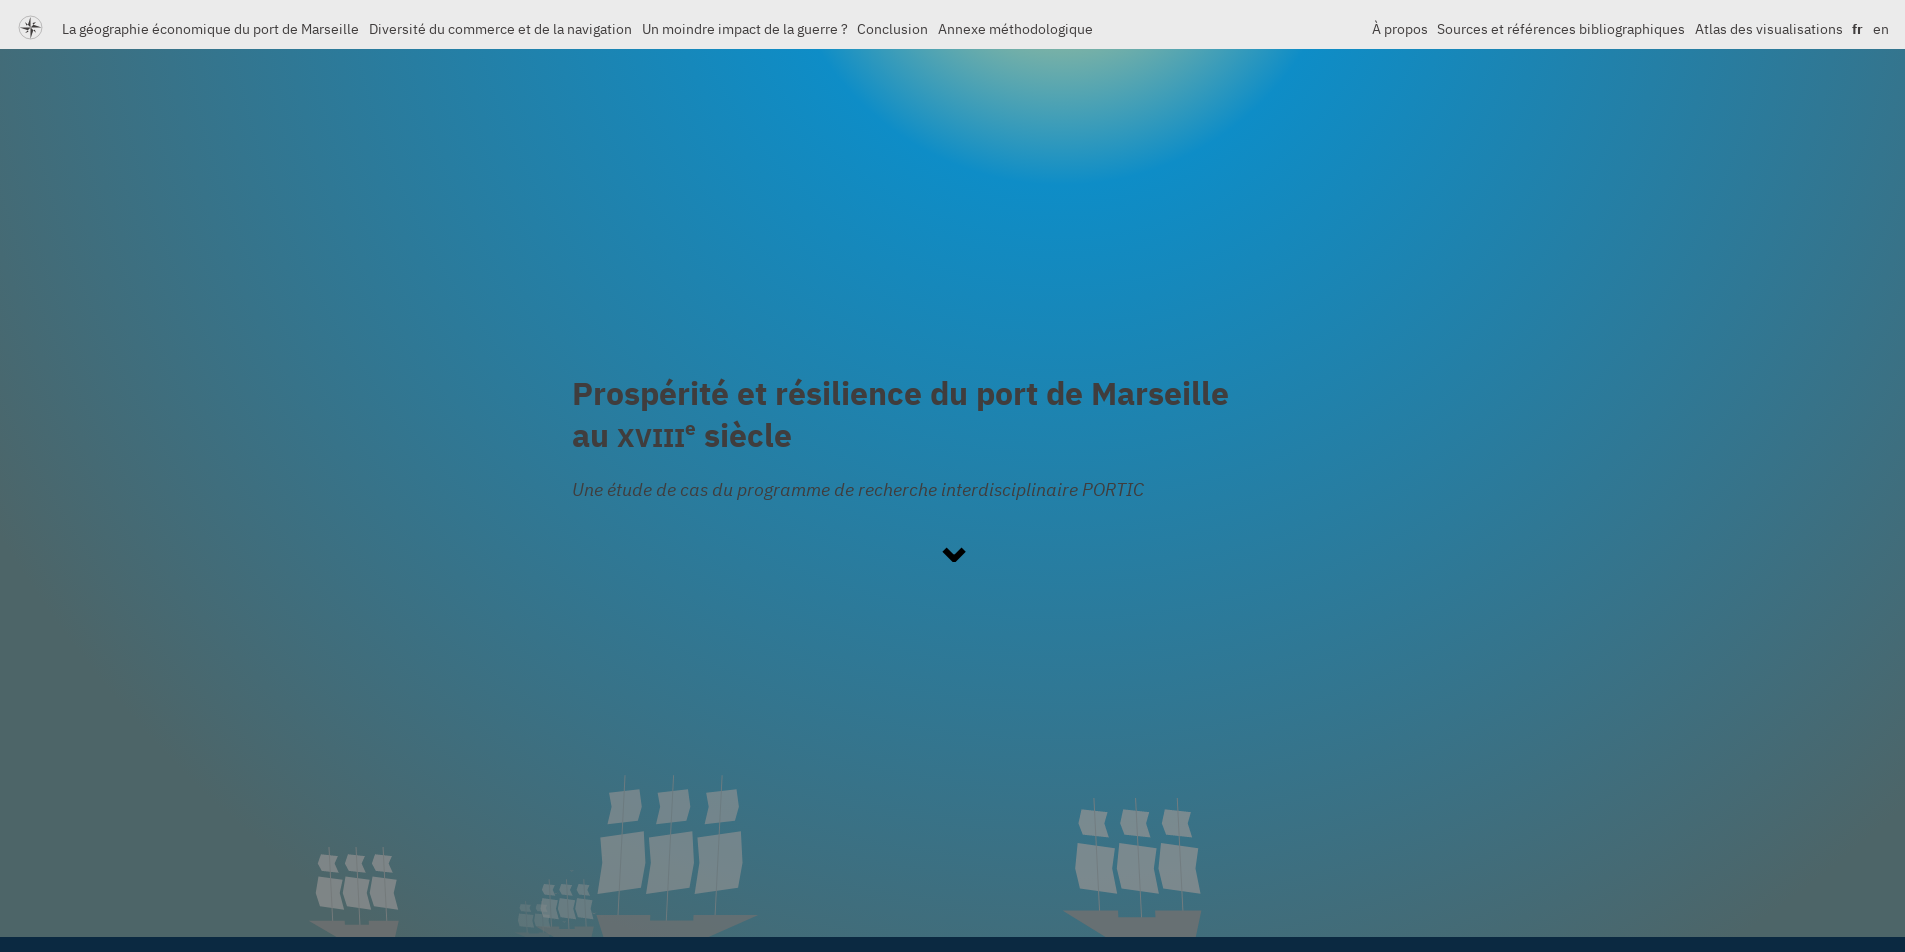 La géographie économique du port de Marseille Diversité du commerce et de la navigation Un moindre impact de la guerre ? Conclusion Annexe méthodologique À propos Sources et références bibliographiques Atlas des visualisations fr en
Prospérité et résilience du port de Marseille
au XVIIIe siècle
Une étude de cas du programme de recherche interdisciplinaire PORTIC